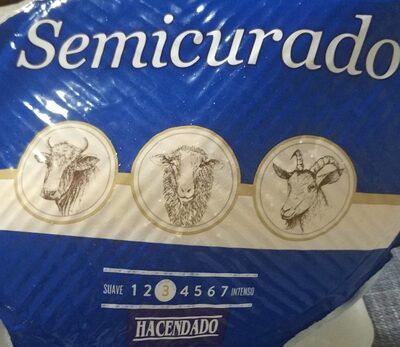 Semicurado
SUAVE 1 2 3 4 5 6 7 INTENSO
HACENDADO